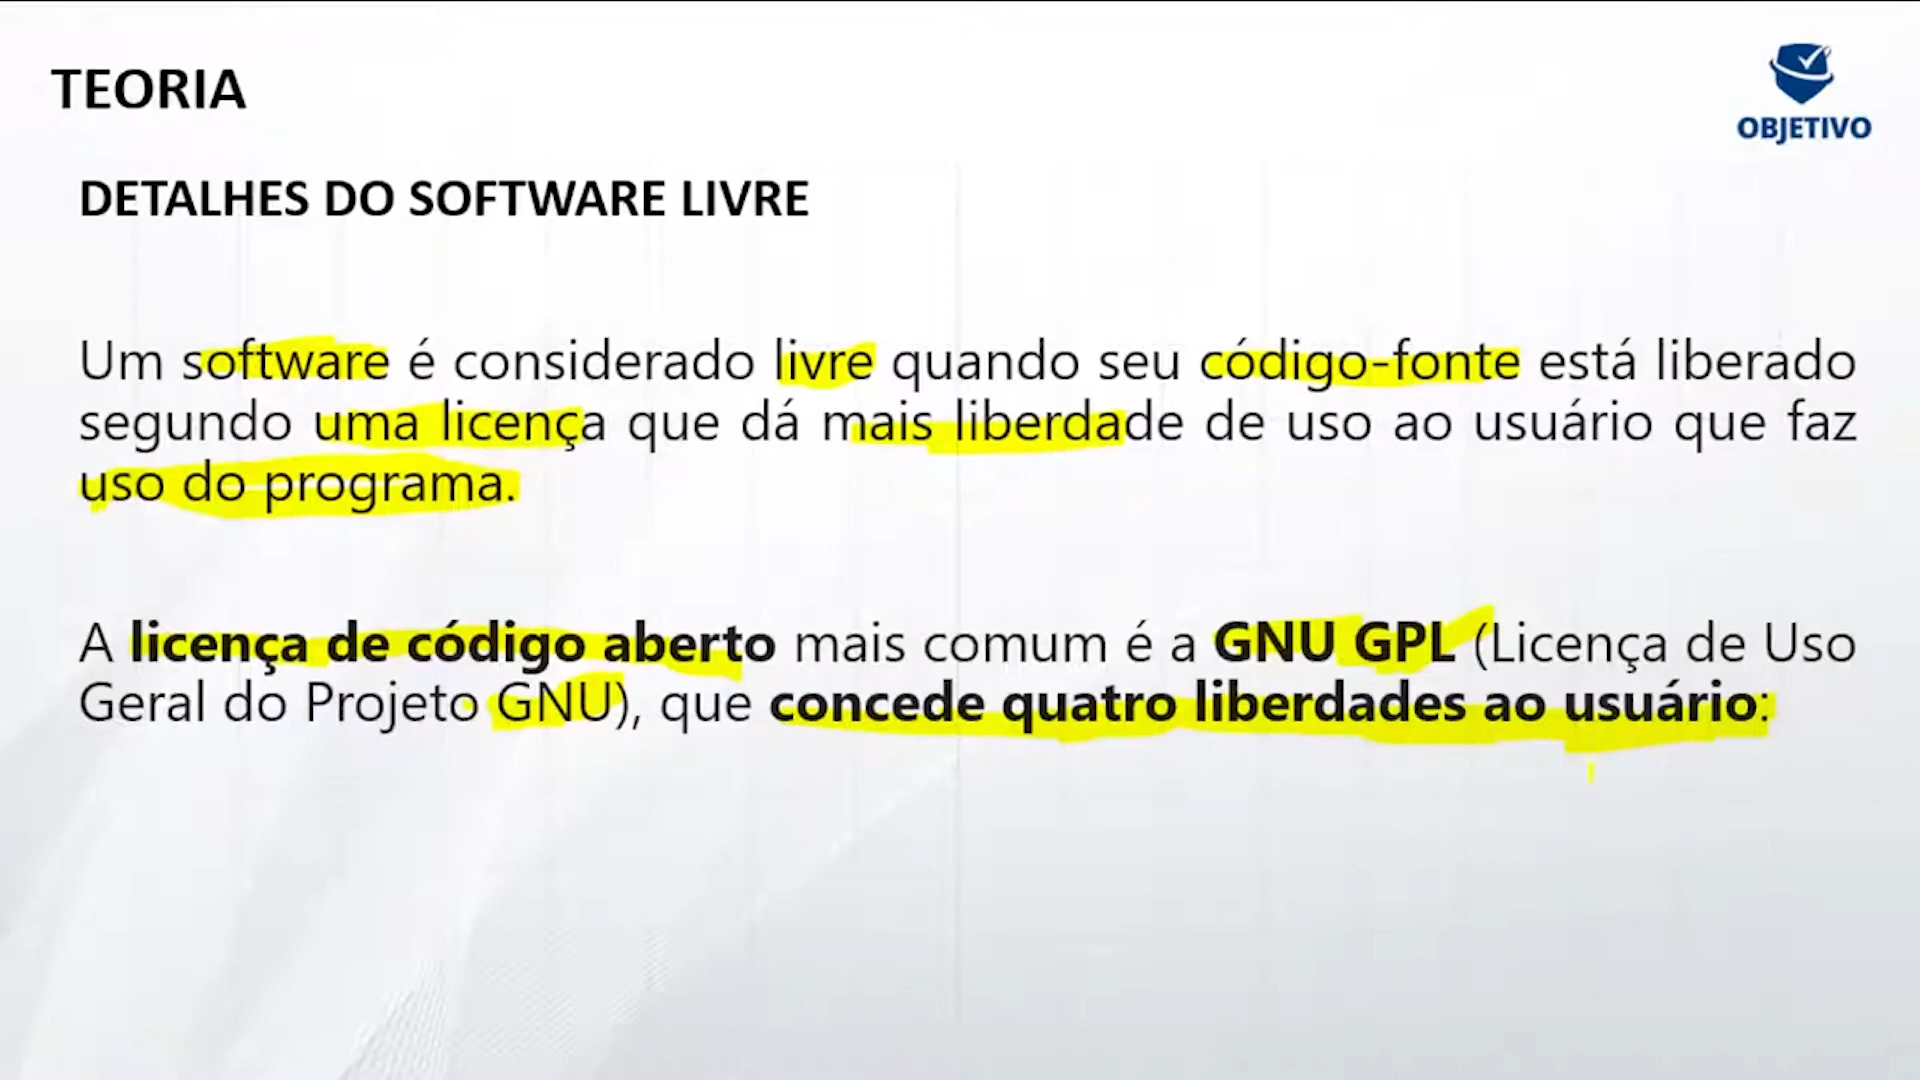 TEORIA
OBJETIVO
DETALHES DO SOFTWARE LIVRE
Um software é considerado livre quando seu código-fonte está liberado
segundo uma licença que dá mais liberdade de uso ao usuário que faz
uso do programa.
A licença de código aberto mais comum é a GNU GPL (Licença de Uso
Geral do Projeto GNU), que concede quatro liberdades ao usuário: